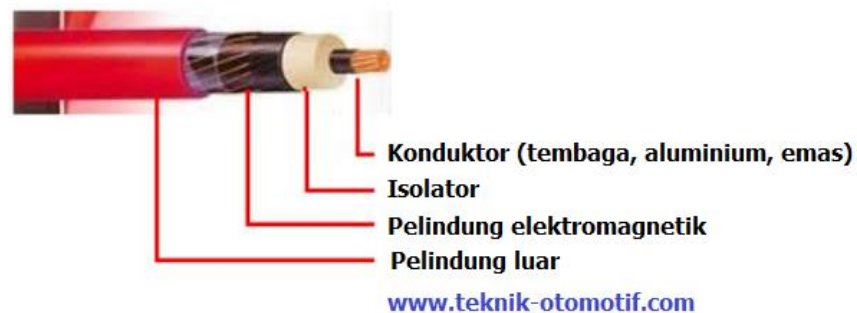 Konduktor (tembaga, aluminium, emas)
Isolator
Pelindung elektromagnetik
Pelindung luar
www.teknik-otomotif.com